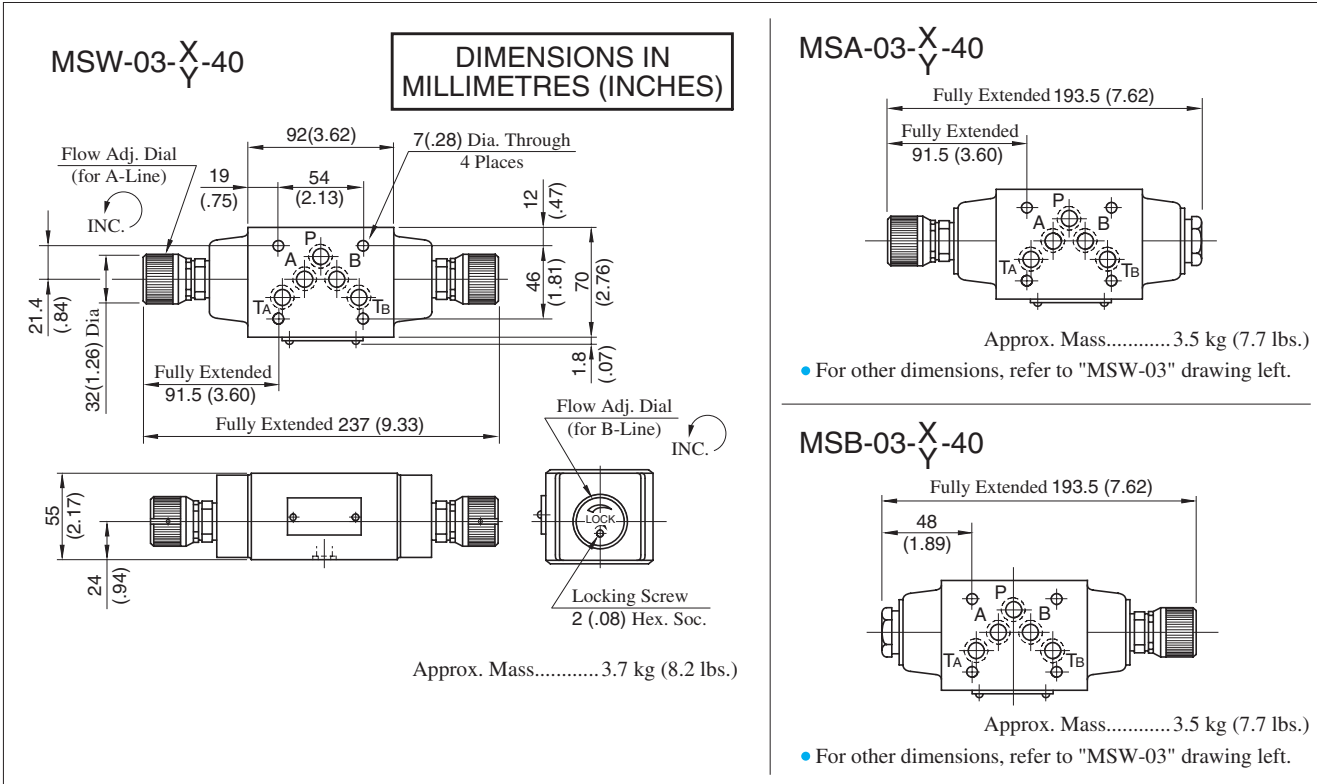 MSW-03-X/Y-40
DIMENSIONS IN
MILLIMETRES (INCHES)
Flow Adj. Dial
(for A-Line)
INC.
92(3.62)
7(.28) Dia. Through
4 Places
19
(.75)
54
(2.13)
12
(.47)
P
A
B
TA
TB
46
(1.81)
70
(2.76)
21.4
(.84)
32(1.26) Dia
1.8
(.07)
Fully Extended
91.5 (3.60)
Fully Extended 237 (9.33)
Flow Adj. Dial
(for B-Line)
INC.
55
(2.17)
24
(.94)
LOCK
Locking Screw
2 (.08) Hex. Soc.
Approx. Mass............3.7 kg (8.2 lbs.)
MSA-03-X/Y-40
Fully Extended 193.5 (7.62)
Fully Extended
91.5 (3.60)
P
A
B
TA
TB
Approx. Mass............3.5 kg (7.7 lbs.)
● For other dimensions, refer to "MSW-03" drawing left.
MSB-03-X/Y-40
Fully Extended 193.5 (7.62)
48
(1.89)
P
A
B
TA
TB
Approx. Mass............3.5 kg (7.7 lbs.)
● For other dimensions, refer to "MSW-03" drawing left.